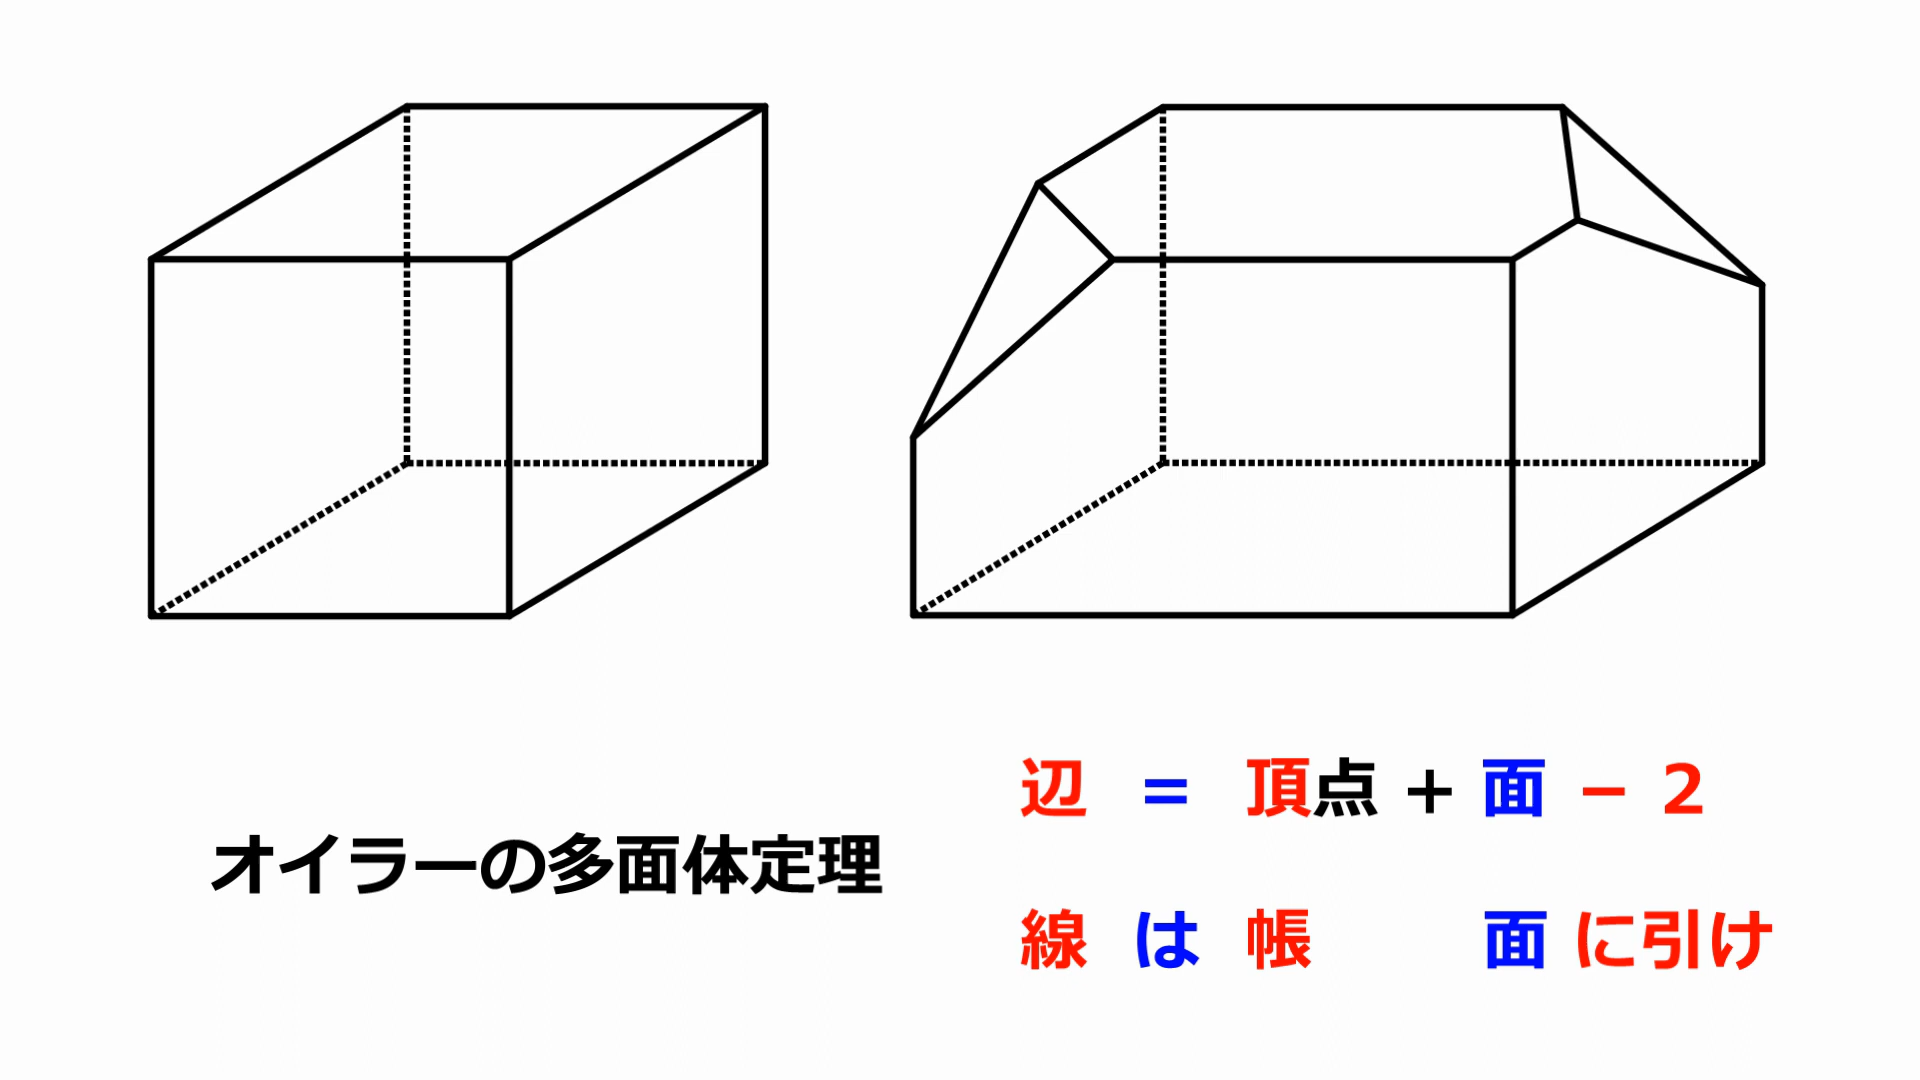 オイラーの多面体定理
辺 = 頂点 + 面 − 2
線 は 帳 面 に引け